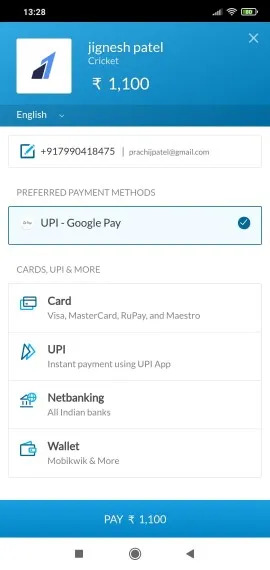 13:28
jignesh patel
Cricket
₹ 1,100
English
+917990418475 | prachijpatel@gmail.com
PREFERRED PAYMENT METHODS
UPI - Google Pay
CARDS, UPI & MORE
Card
Visa, MasterCard, RuPay, and Maestro
UPI
Instant payment using UPI App
Netbanking
All Indian banks
Wallet
Mobikwik & More
PAY ₹ 1,100